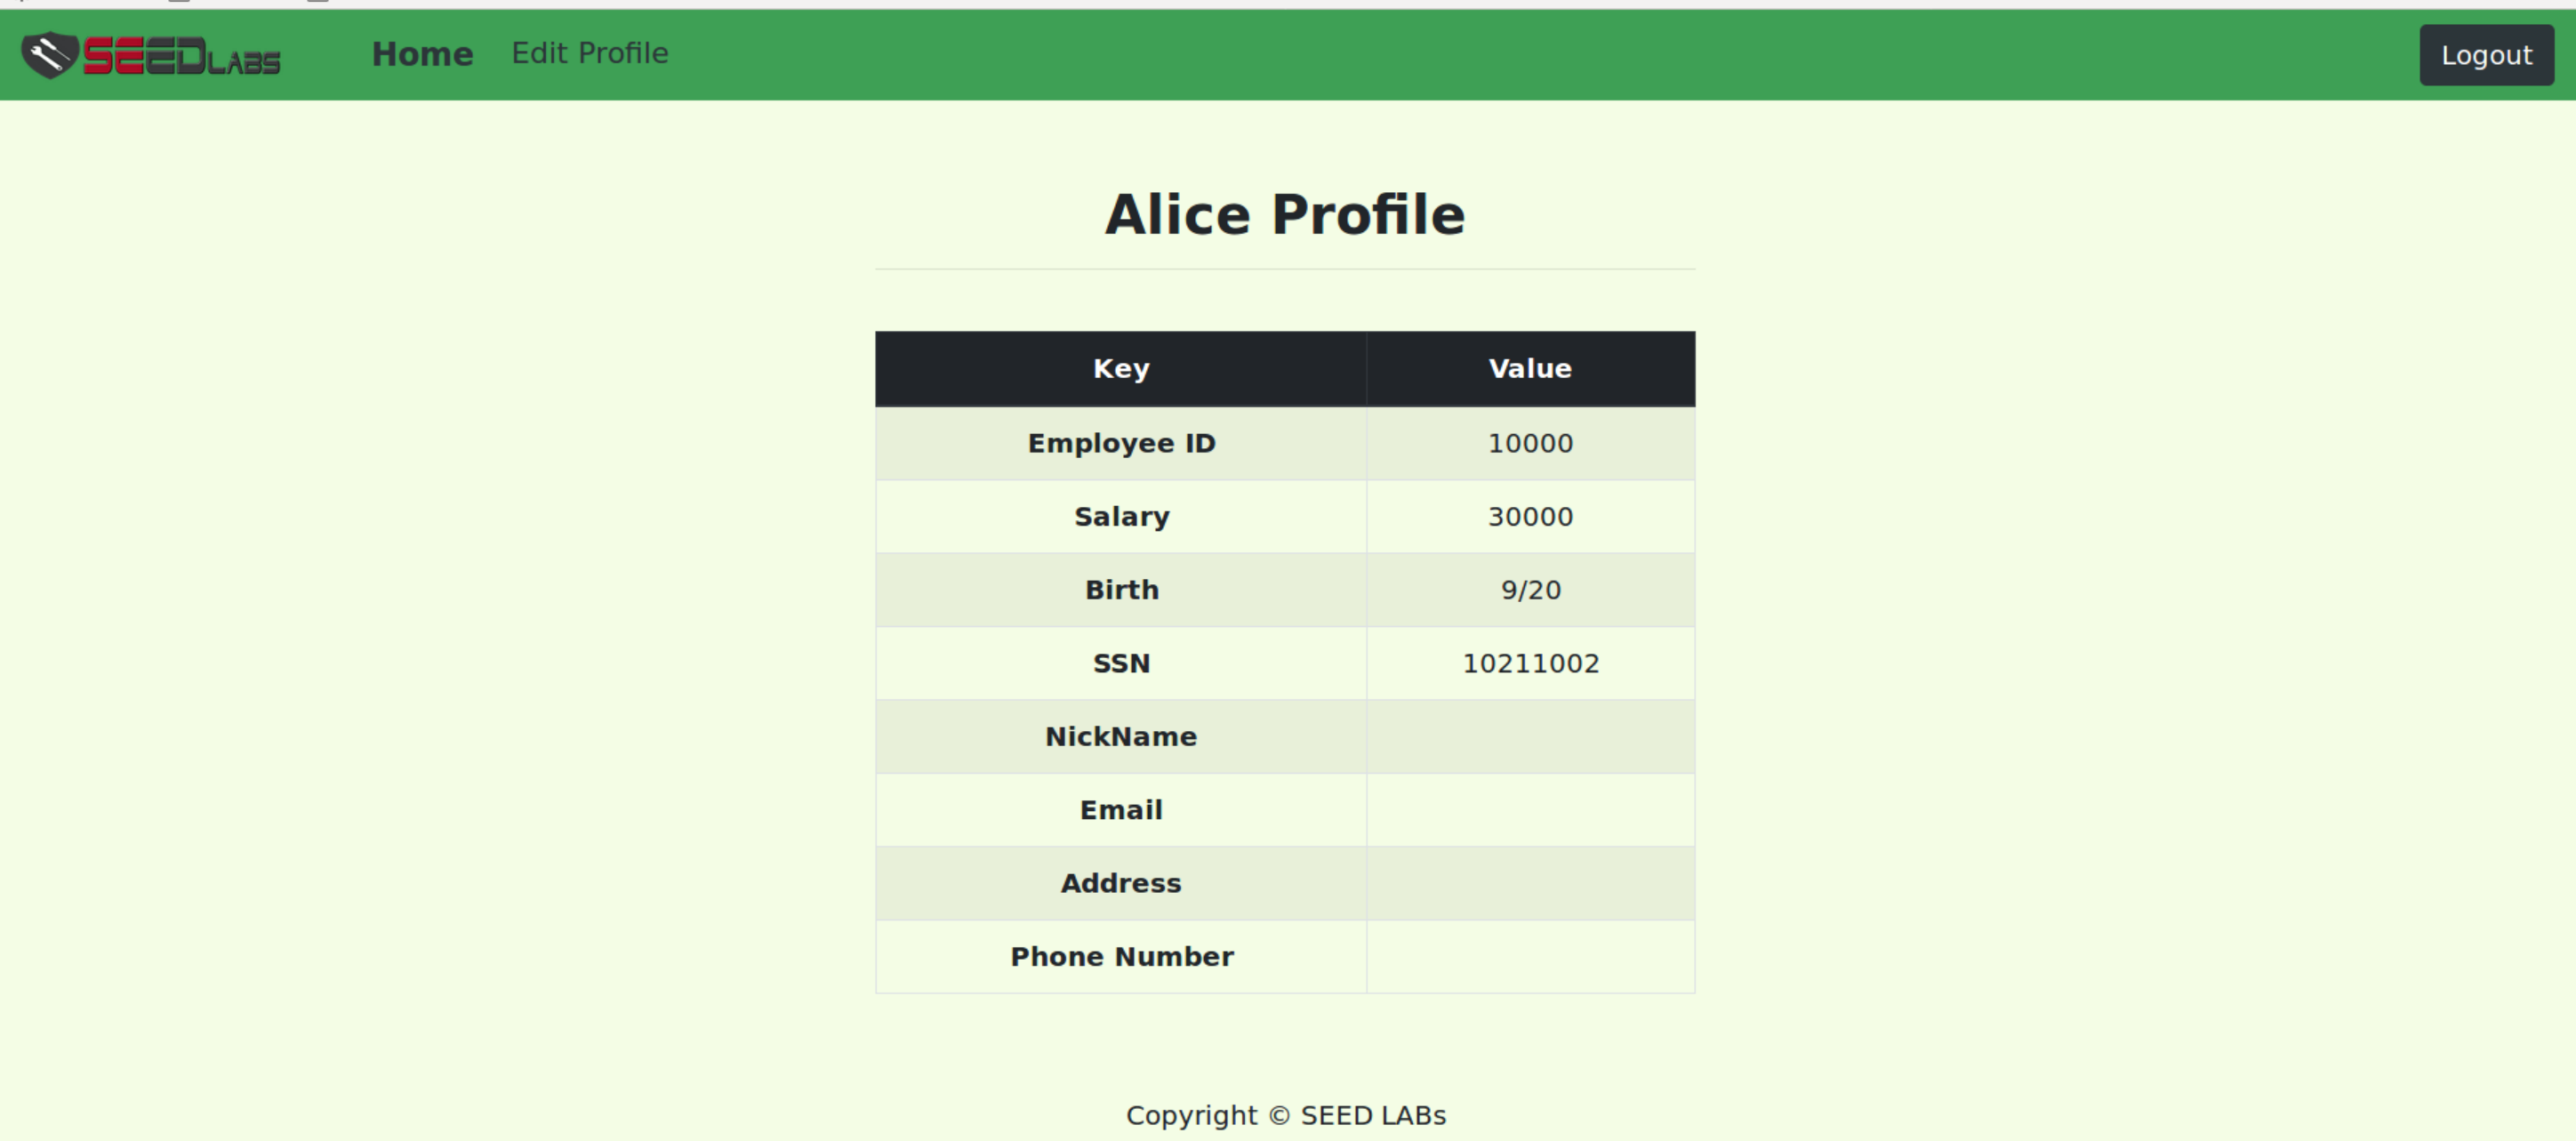 SEEDLABS Home Edit Profile Logout
Alice Profile
Key Value
Employee ID 10000
Salary 30000
Birth 9/20
SSN 10211002
NickName
Email
Address
Phone Number
Copyright © SEED LABs